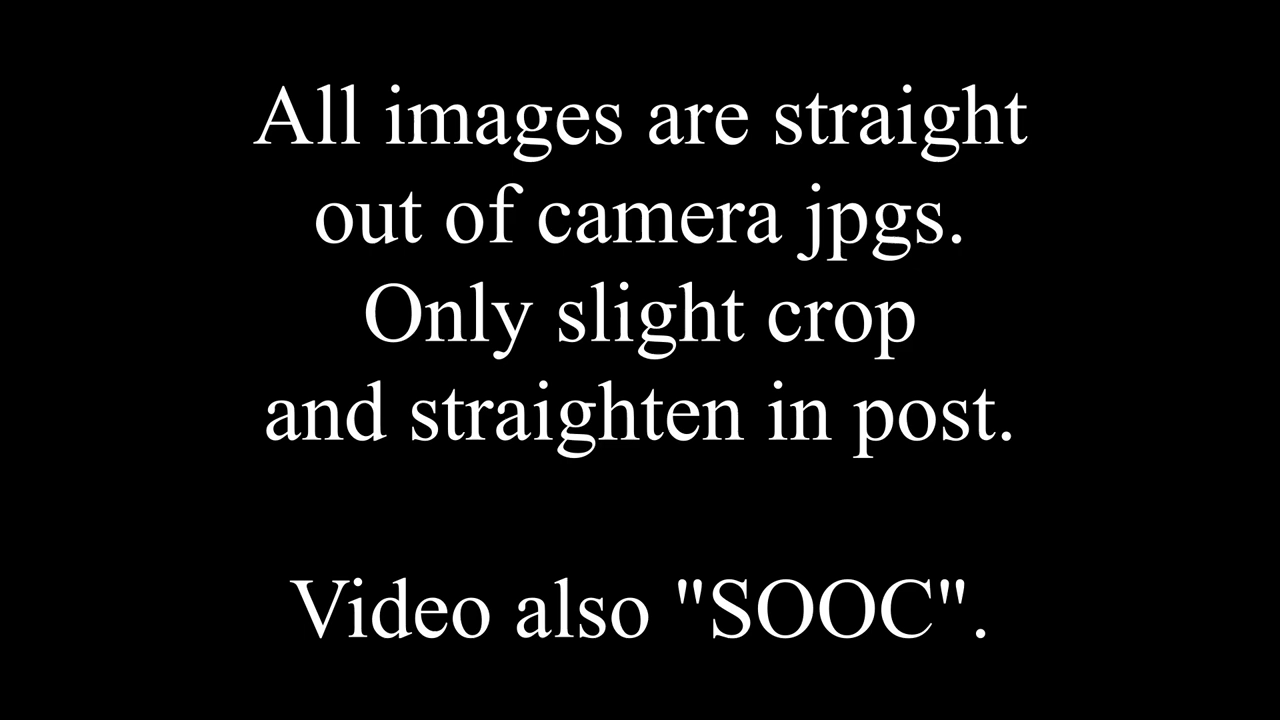 All images are straight
out of camera jpgs.
Only slight crop
and straighten in post.
Video also "SOOC".